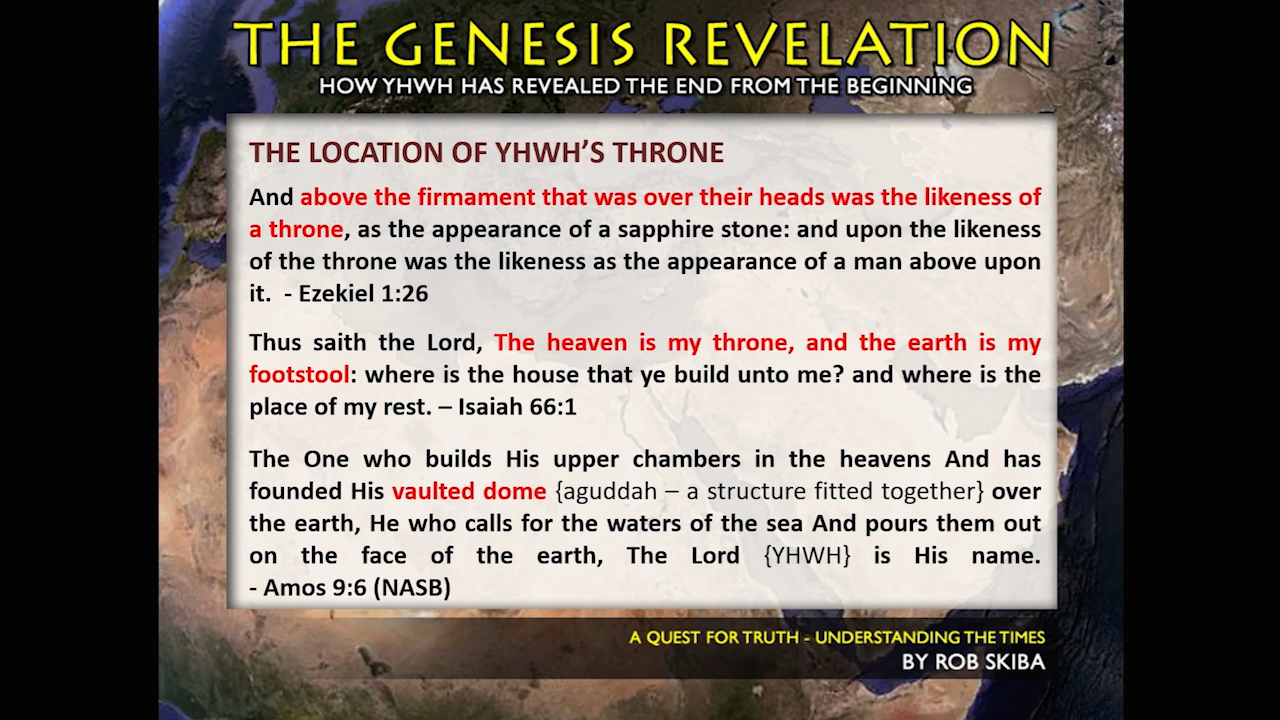 THE GENESIS REVELATION
HOW YHWH HAS REVEALED THE END FROM THE BEGINNING
THE LOCATION OF YHWH’S THRONE
And above the firmament that was over their heads was the likeness of
a throne, as the appearance of a sapphire stone: and upon the likeness
of the throne was the likeness as the appearance of a man above upon
it.  - Ezekiel 1:26
Thus saith the Lord, The heaven is my throne, and the earth is my
footstool: where is the house that ye build unto me? and where is the
place of my rest. – Isaiah 66:1
The One who builds His upper chambers in the heavens And has
founded His vaulted dome {aguddah – a structure fitted together} over
the earth, He who calls for the waters of the sea And pours them out
on the face of the earth, The Lord {YHWH} is His name.
- Amos 9:6 (NASB)
A QUEST FOR TRUTH - UNDERSTANDING THE TIMES
BY ROB SKIBA